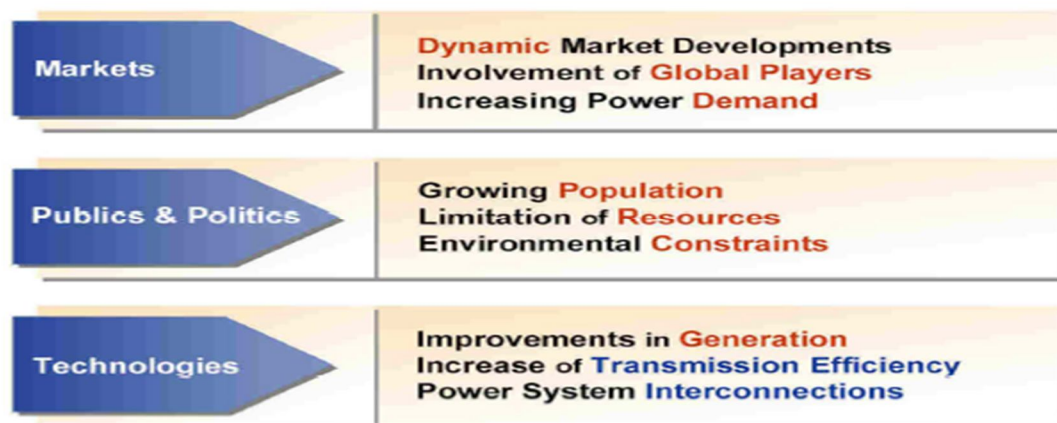 Markets
Dynamic Market Developments
Involvement of Global Players
Increasing Power Demand
Publics & Politics
Growing Population
Limitation of Resources
Environmental Constraints
Technologies
Improvements in Generation
Increase of Transmission Efficiency
Power System Interconnections